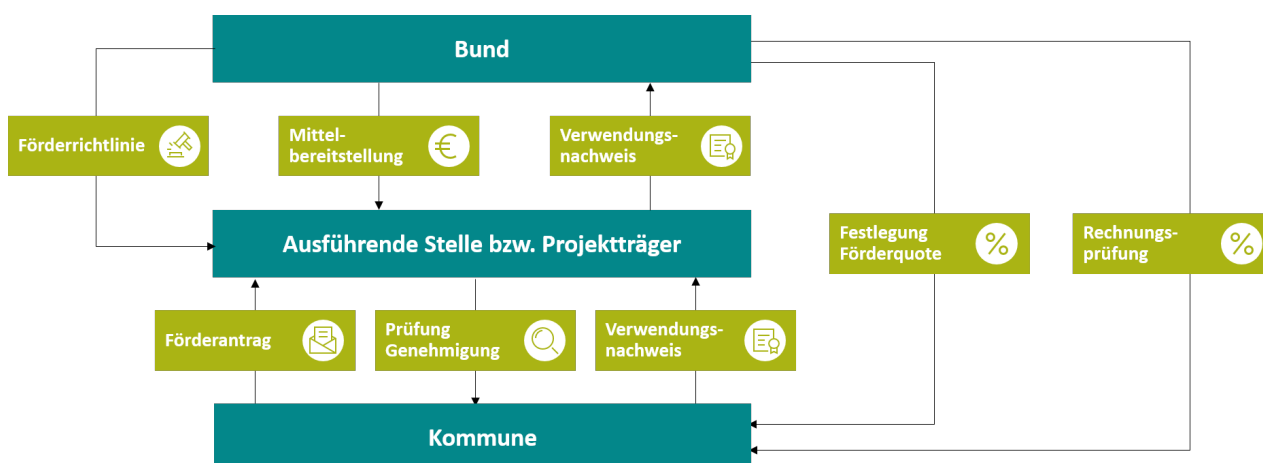 Bund
Förderrichtlinie
Mittel-
bereitstellung
€
Verwendungs-
nachweis
Ausführende Stelle bzw. Projektträger
Festlegung
Förderquote
%
Rechnungs-
prüfung
%
Förderantrag
Prüfung
Genehmigung
Verwendungs-
nachweis
Kommune